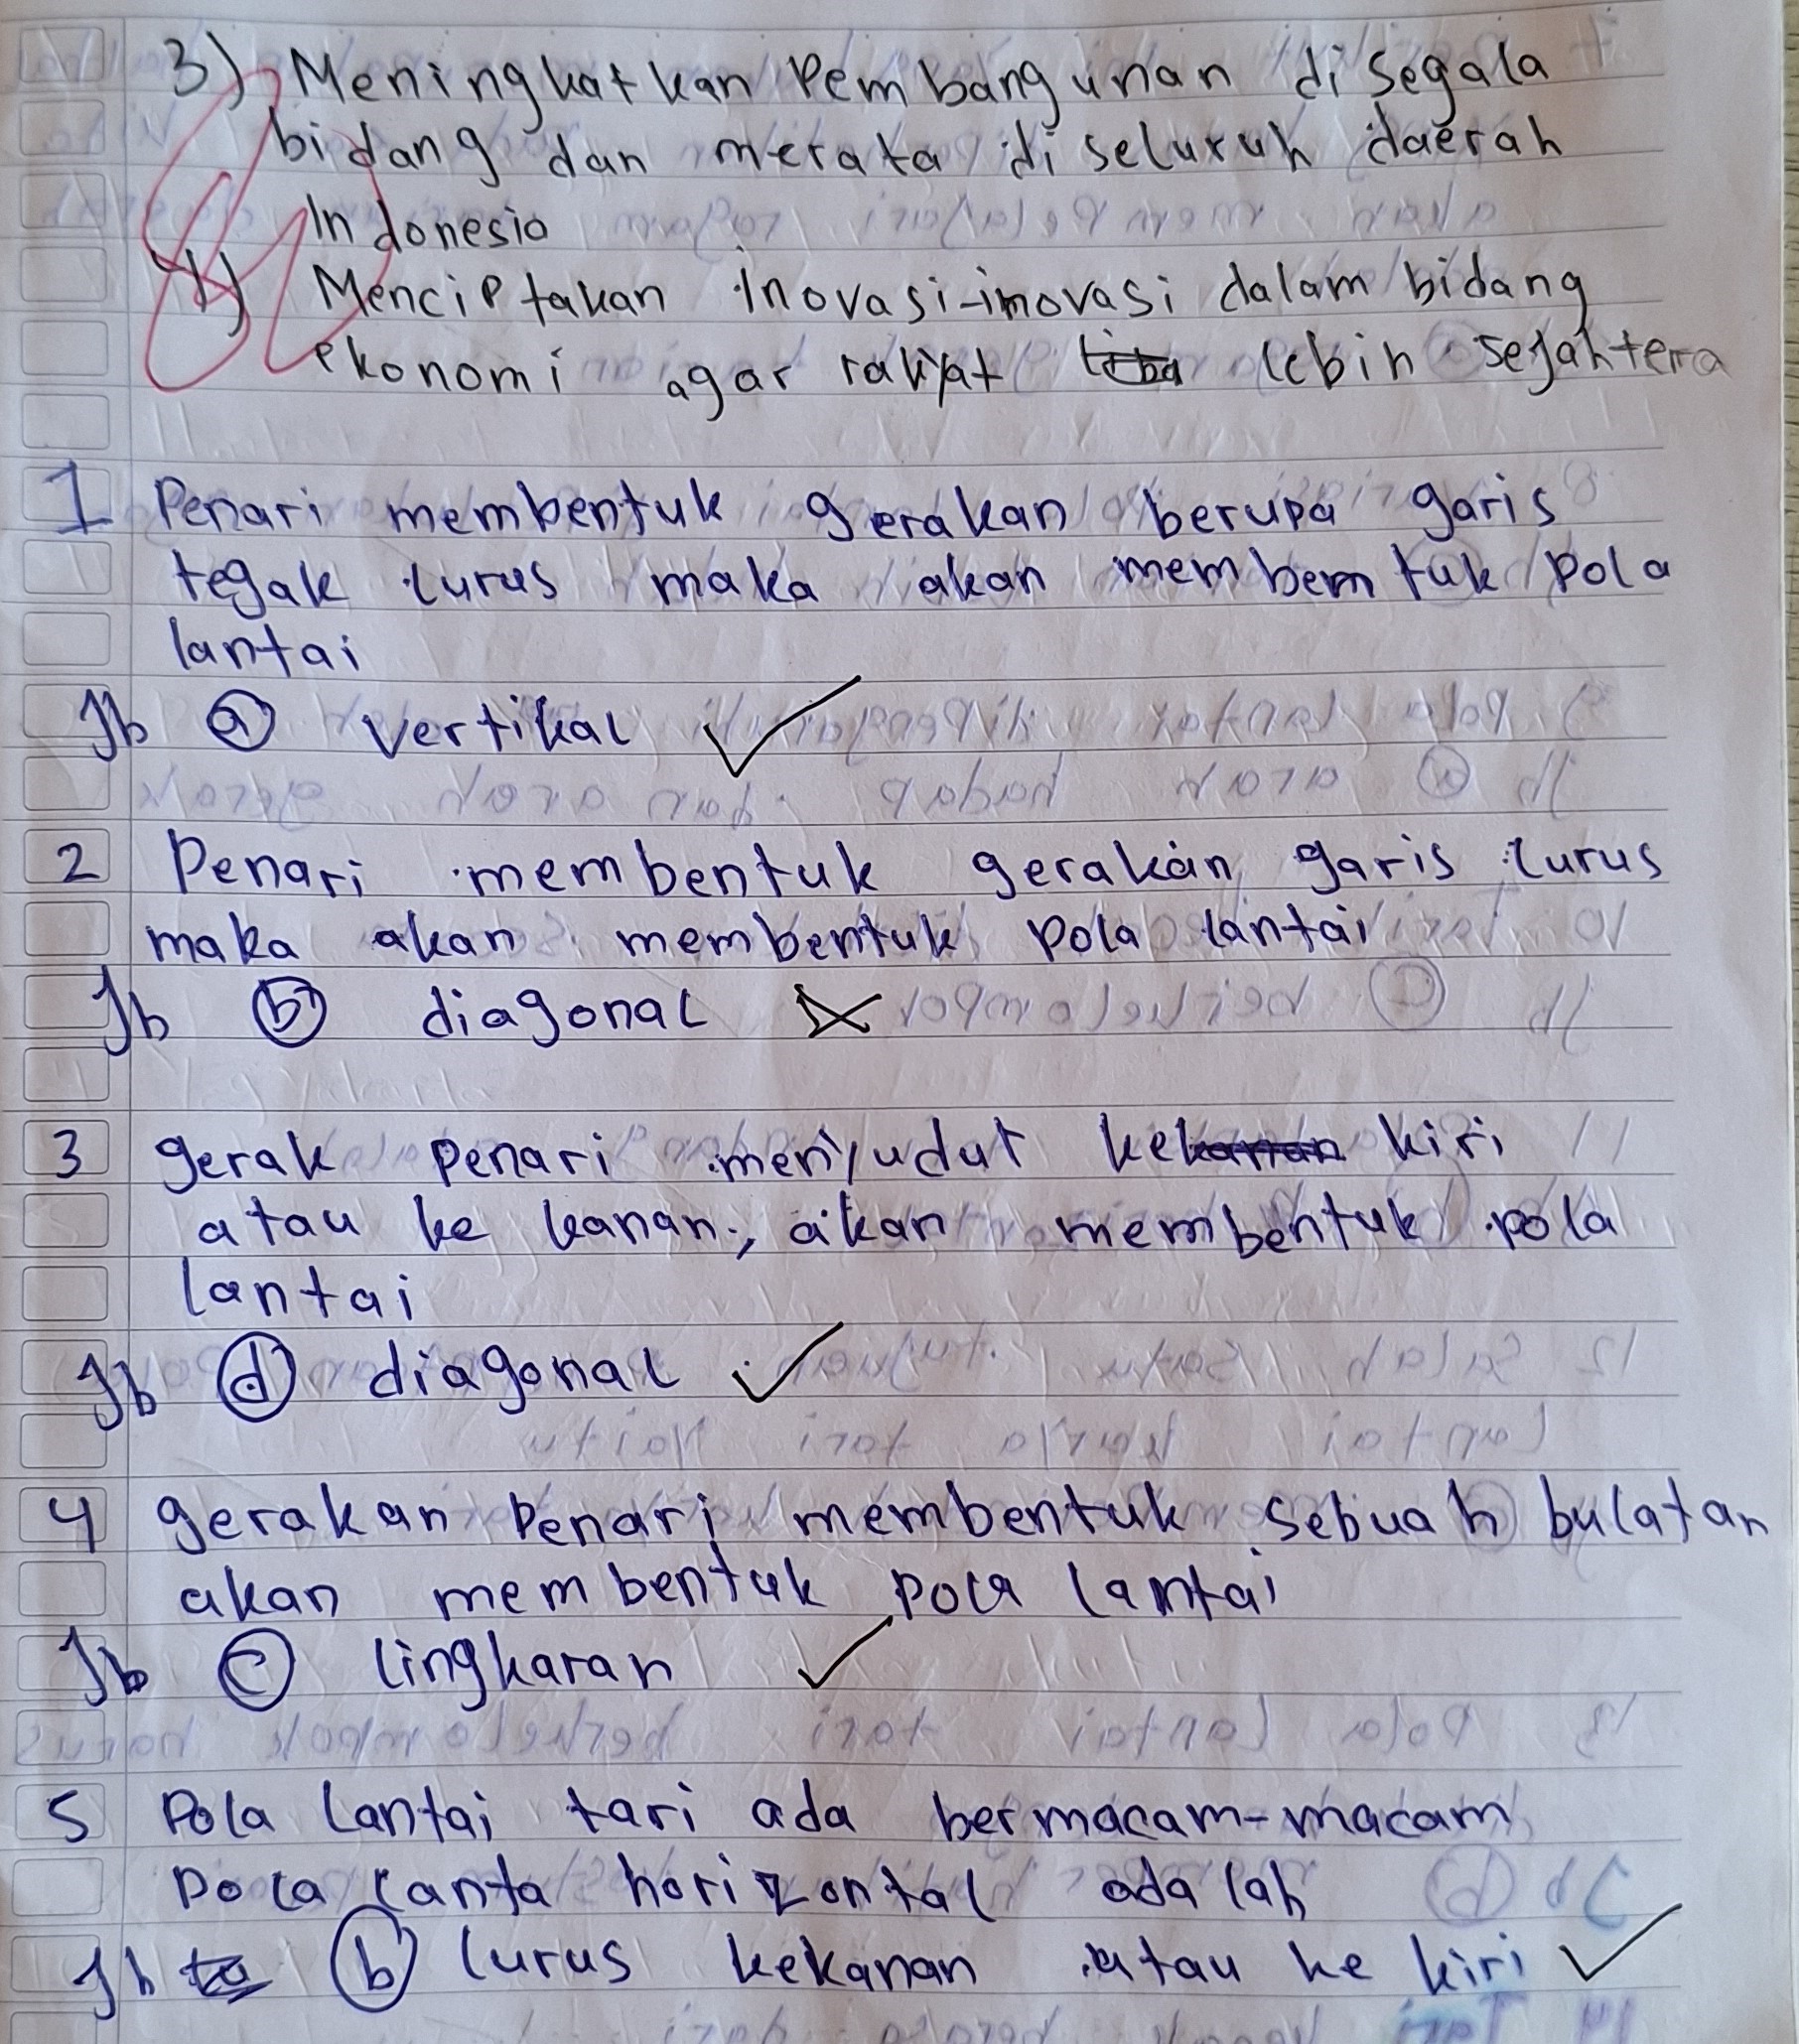 3) Meningkatkan Pembangunan di segala
bidang dan merata di seluruh daerah
Indonesia
4) Menciptakan inovasi-inovasi dalam bidang
ekonomi agar rakyat lebih sejahtera
1 Penari membentuk gerakan berupa garis
tegak lurus maka akan membemtuk pola
lantai
Jb a vertikal ✓
2 Penari membentuk gerakan garis lurus
maka akan membentuk pola lantai
Jb b diagonal
3 gerak penari menyudut ke kiri
atau ke kanan, akan membentuk pola
lantai
Jb d diagonal ✓
4 gerakan Penari membentuk sebuah bulatan
akan membentuk pola lantai
Jb c lingkaran ✓
5 Pola lantai tari ada bermacam-macam
pola lanta horizontal adalah
Jb b lurus kekanan atau ke kiri ✓